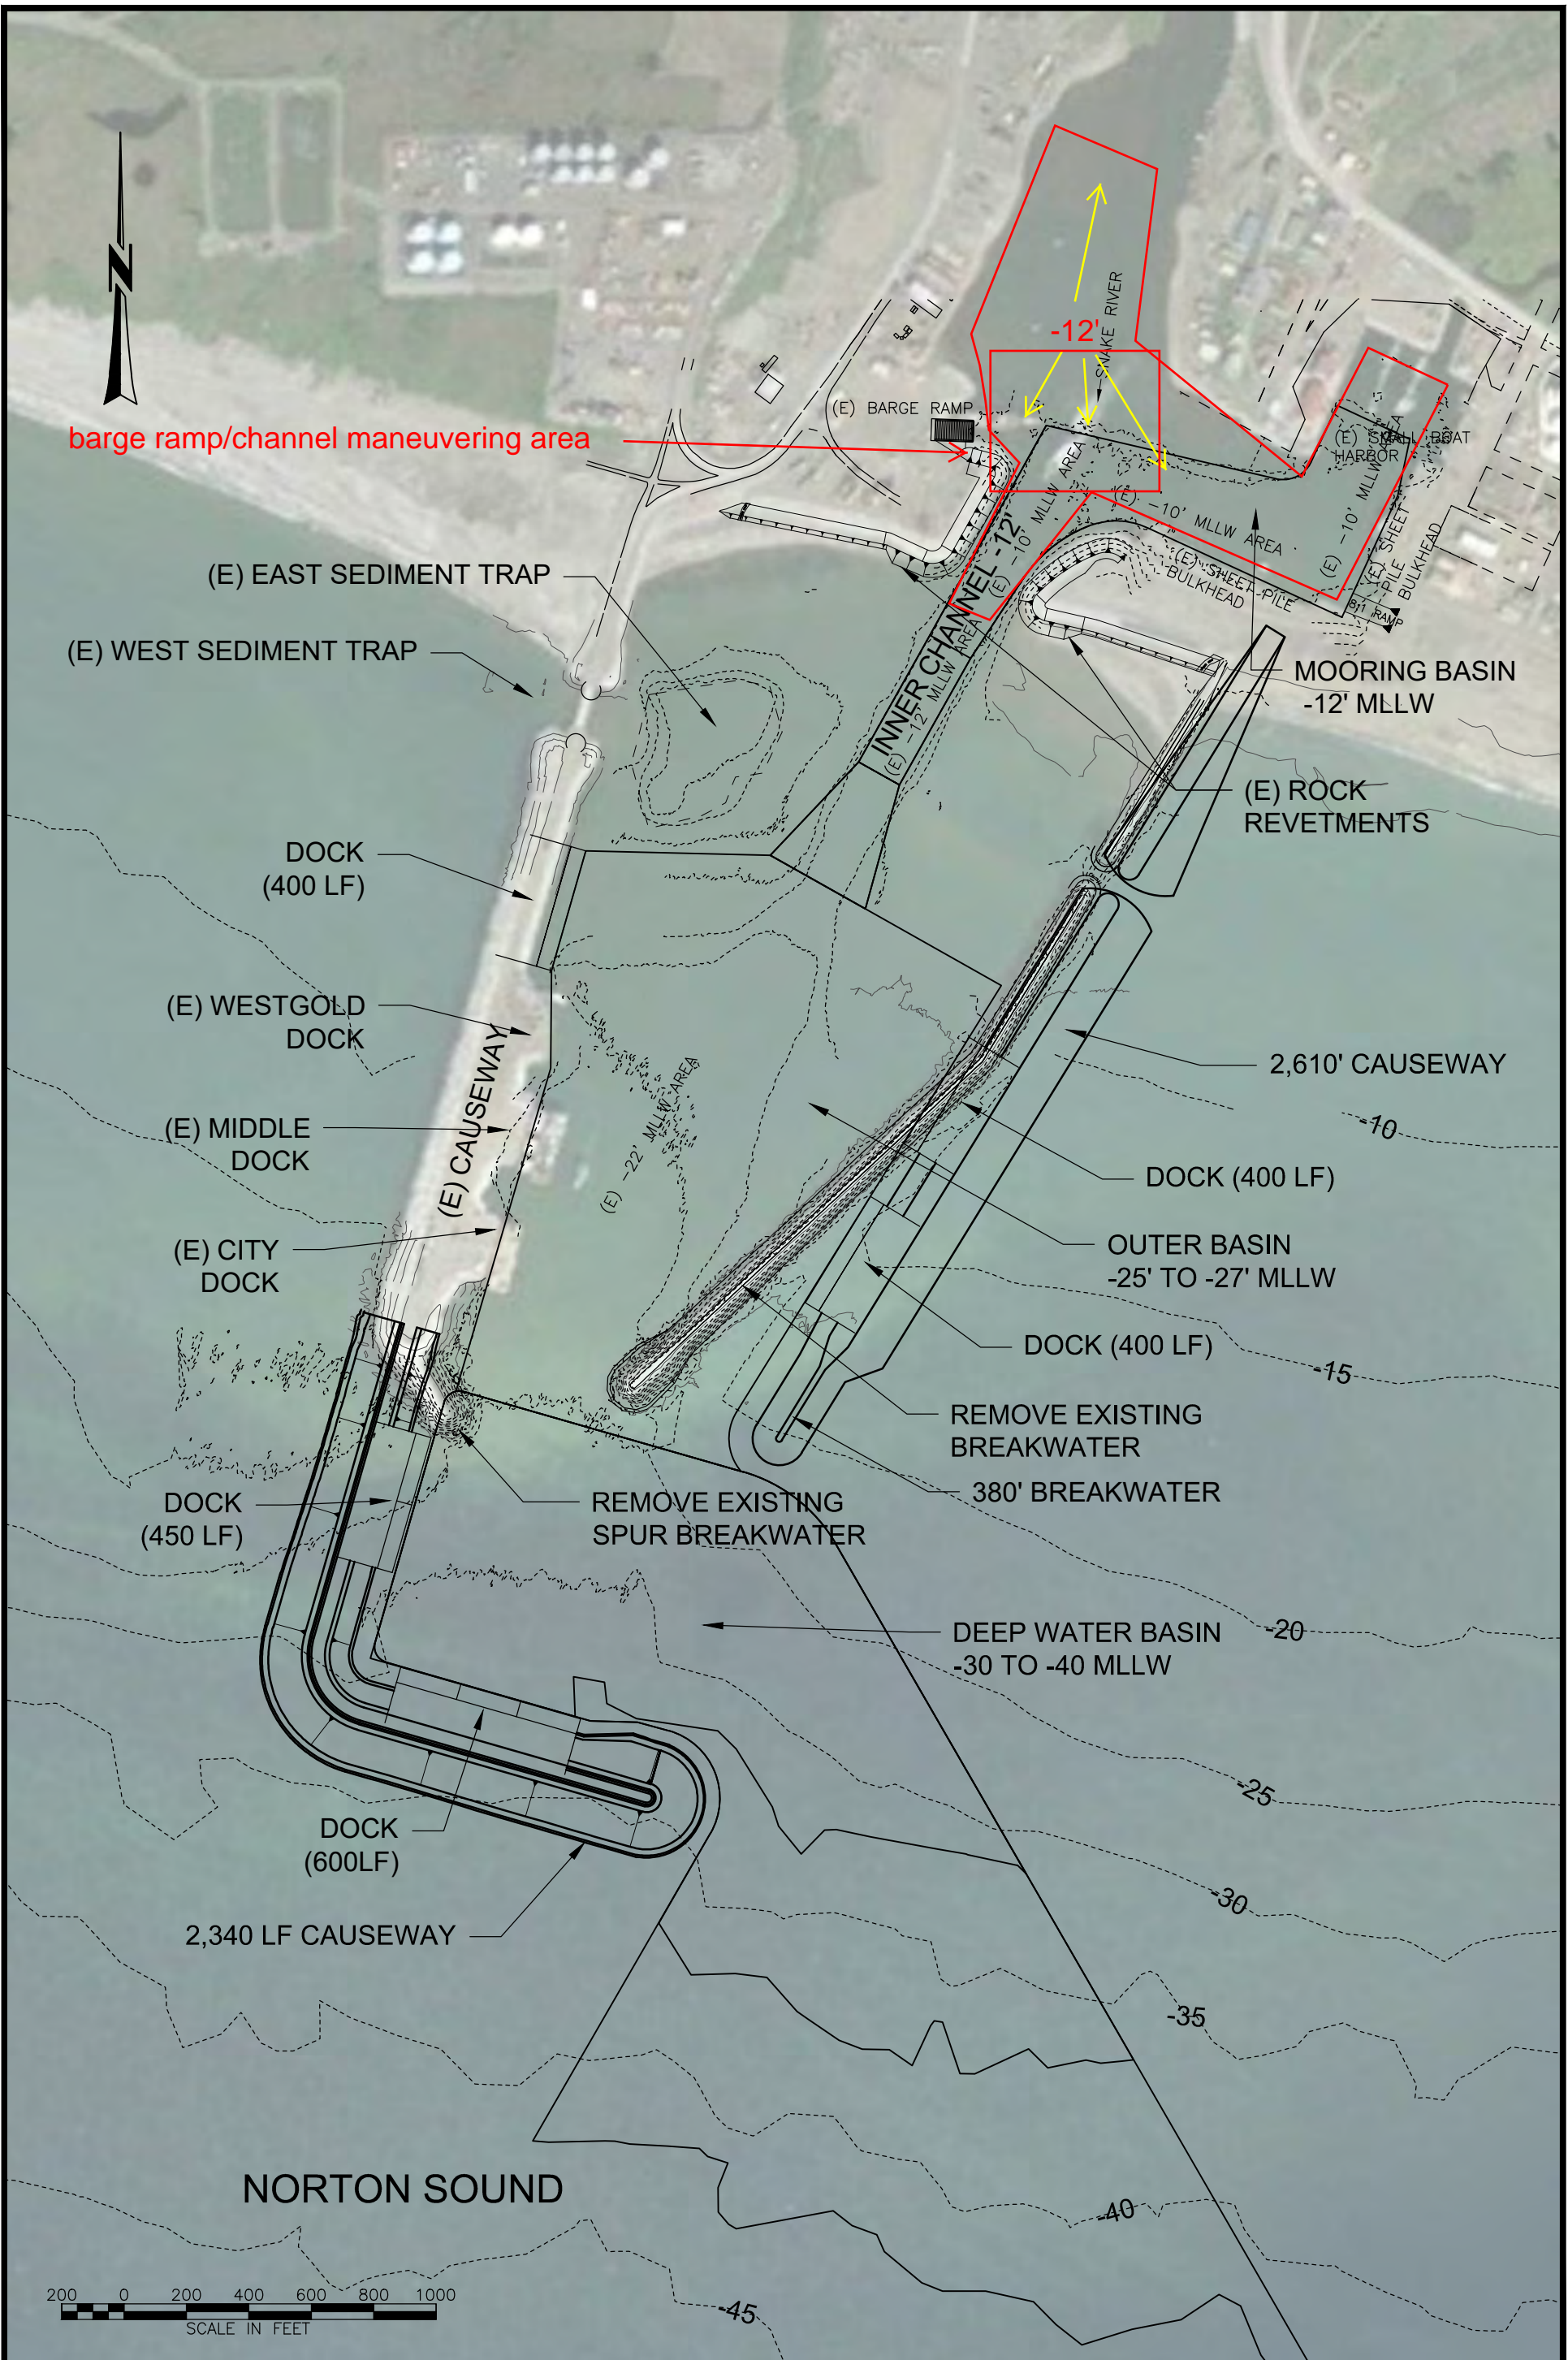 N
SNAKE RIVER
-12'
(E) BARGE RAMP
barge ramp/channel maneuvering area
(E) SMALL BOAT
HARBOR
(E) -10' MLLW AREA
(E) -10' MLLW AREA
(E) -10' MLLW AREA
(E) SHEET PILE
BULKHEAD
(E) SHEET
PILE
BULKHEAD
RAMP
INNER CHANNEL -12'
(E) -12' MLLW AREA
(E) EAST SEDIMENT TRAP
(E) WEST SEDIMENT TRAP
MOORING BASIN
-12' MLLW
(E) ROCK
REVETMENTS
DOCK
(400 LF)
(E) WESTGOLD
DOCK
(E) CAUSEWAY
(E) -22' MLLW AREA
2,610' CAUSEWAY
-10
(E) MIDDLE
DOCK
DOCK (400 LF)
(E) CITY
DOCK
OUTER BASIN
-25' TO -27' MLLW
DOCK (400 LF)
-15
REMOVE EXISTING
BREAKWATER
380' BREAKWATER
DOCK
(450 LF)
REMOVE EXISTING
SPUR BREAKWATER
DEEP WATER BASIN
-30 TO -40 MLLW
-20
-25
DOCK
(600LF)
-30
2,340 LF CAUSEWAY
-35
NORTON SOUND
-40
-45
200 0 200 400 600 800 1000
SCALE IN FEET